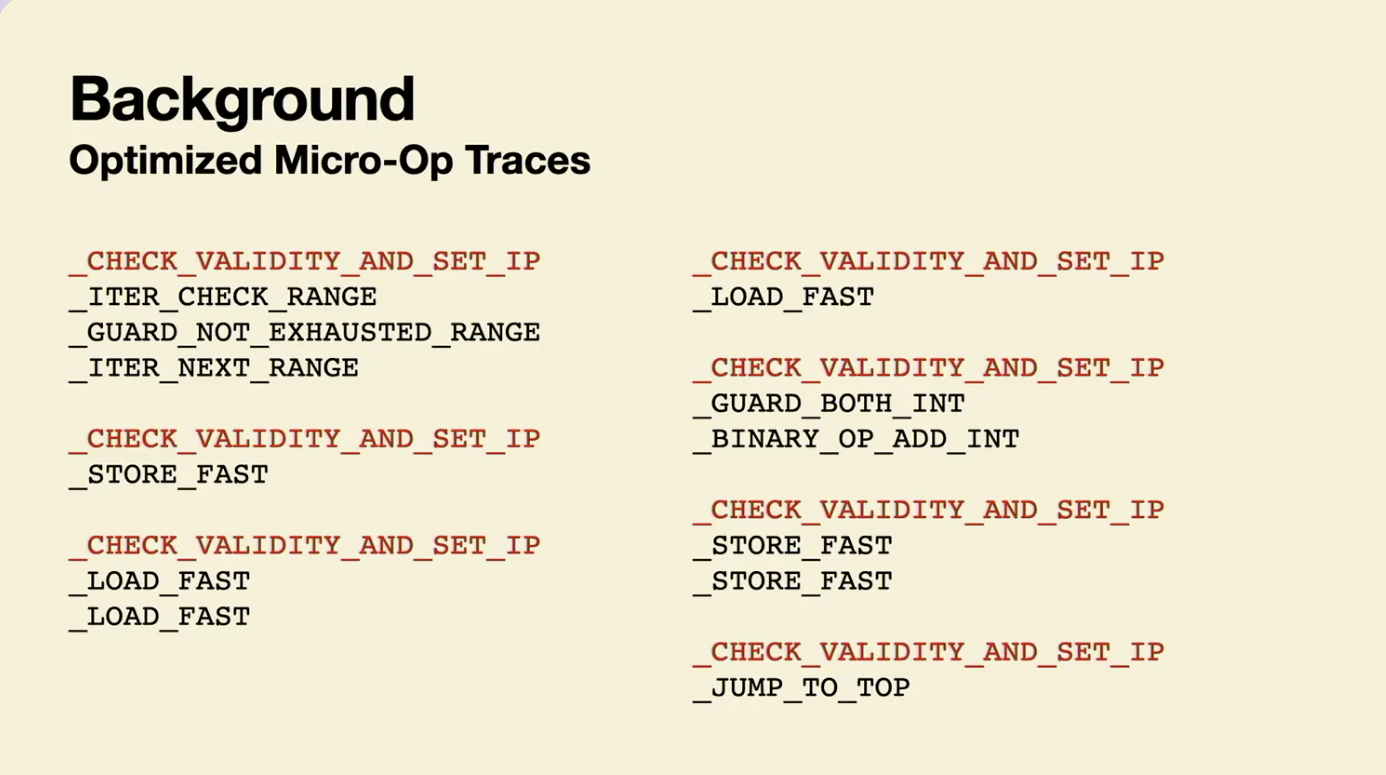 Background
Optimized Micro-Op Traces
_CHECK_VALIDITY_AND_SET_IP
_ITER_CHECK_RANGE
_GUARD_NOT_EXHAUSTED_RANGE
_ITER_NEXT_RANGE
_CHECK_VALIDITY_AND_SET_IP
_STORE_FAST
_CHECK_VALIDITY_AND_SET_IP
_LOAD_FAST
_LOAD_FAST
_CHECK_VALIDITY_AND_SET_IP
_LOAD_FAST
_CHECK_VALIDITY_AND_SET_IP
_GUARD_BOTH_INT
_BINARY_OP_ADD_INT
_CHECK_VALIDITY_AND_SET_IP
_STORE_FAST
_STORE_FAST
_CHECK_VALIDITY_AND_SET_IP
_JUMP_TO_TOP